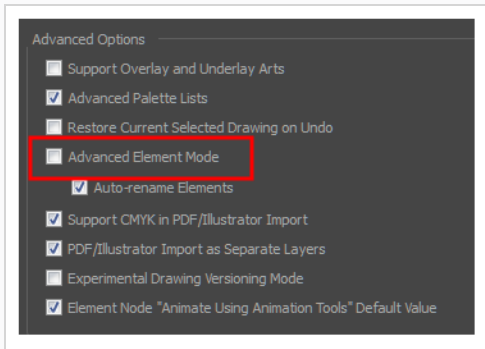 Advanced Options
Support Overlay and Underlay Arts
Advanced Palette Lists
Restore Current Selected Drawing on Undo
Advanced Element Mode
Auto-rename Elements
Support CMYK in PDF/Illustrator Import
PDF/Illustrator Import as Separate Layers
Experimental Drawing Versioning Mode
Element Node "Animate Using Animation Tools" Default Value